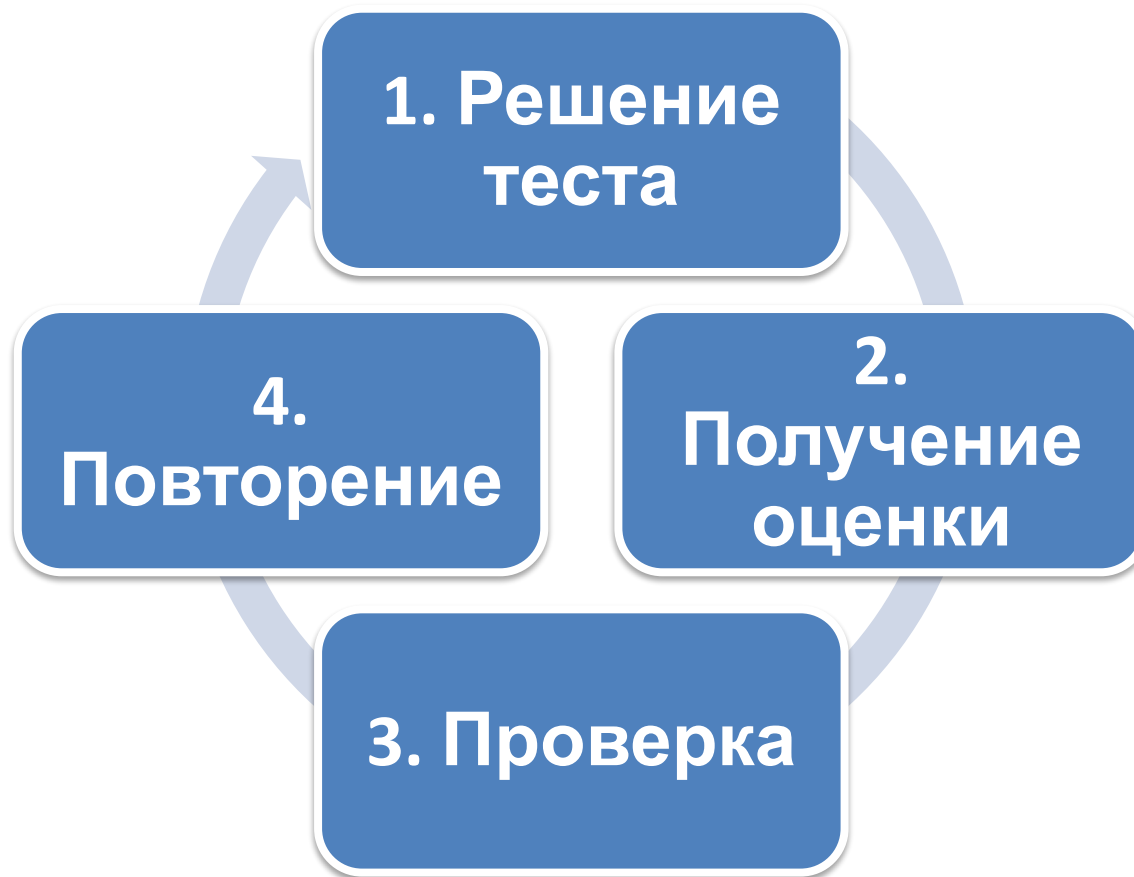 1. Решение
теста
2.
Получение
оценки
3. Проверка
4.
Повторение